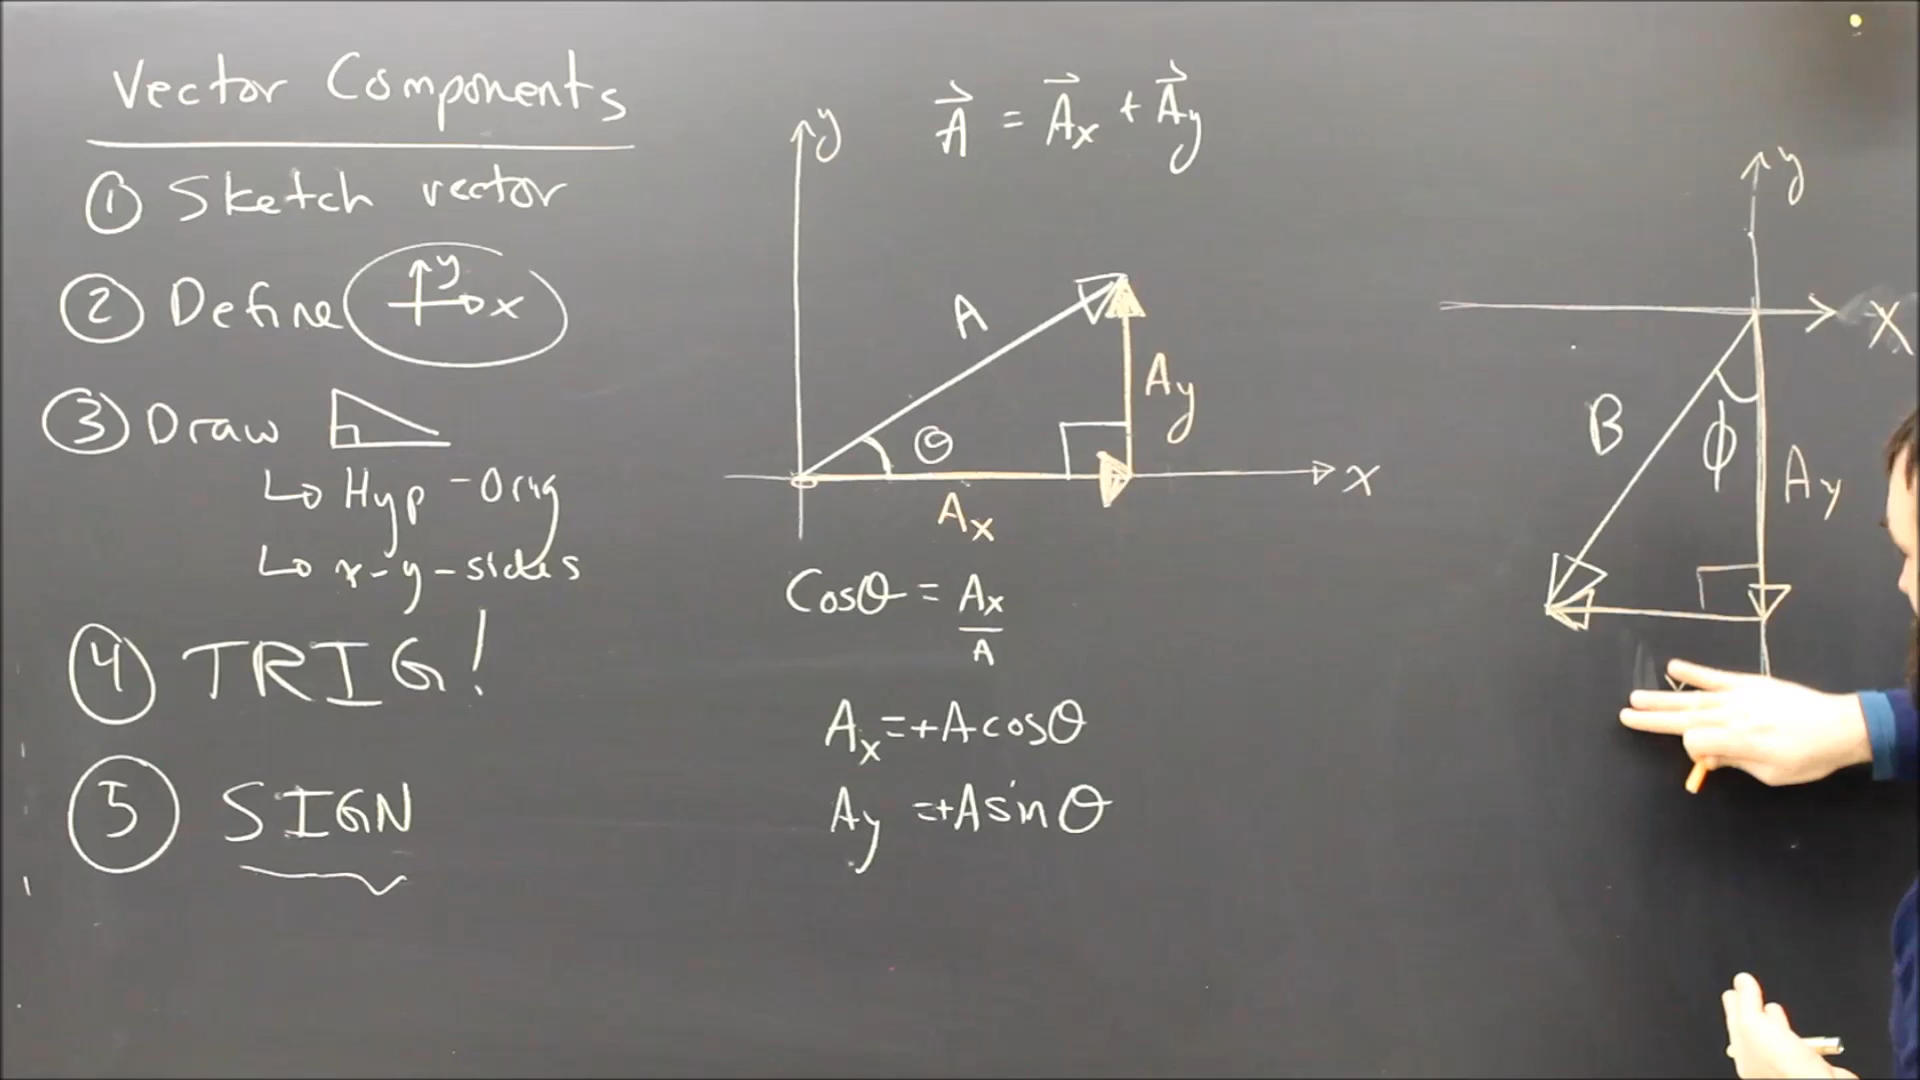 Vector Components
① Sketch vector
② Define y x
③ Draw
↳ Hyp - Orig
↳ x-y-sides
④ TRIG!
⑤ SIGN
A⃗ = A⃗x + A⃗y
y
A
Ay
θ
x
Ax
Cosθ = Ax/A
Ax = +A cosθ
Ay = +A sinθ
y
x
B
ϕ
Ay